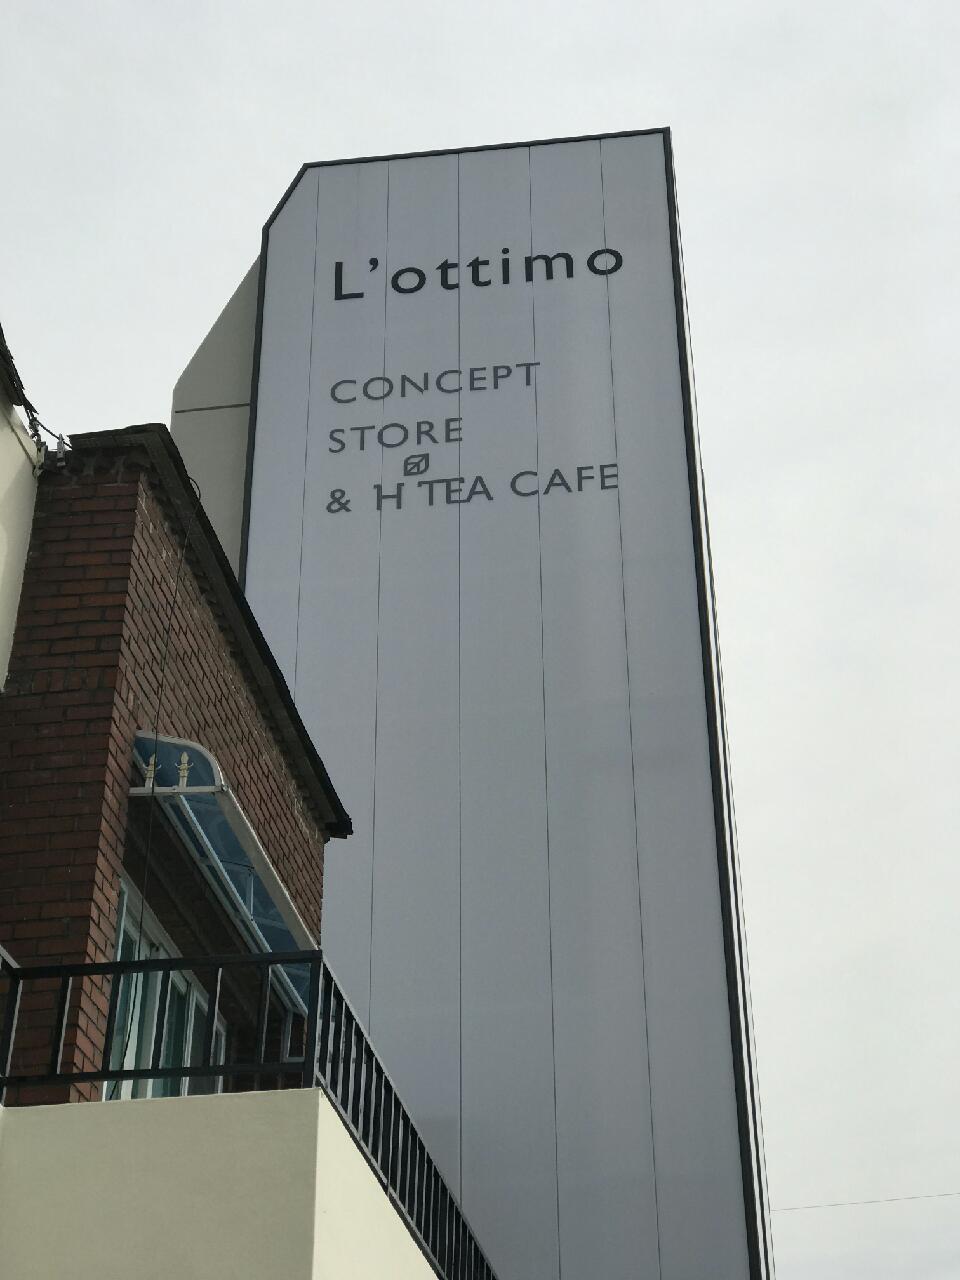 L'ottimo
CONCEPT
STORE
& H TEA CAFE